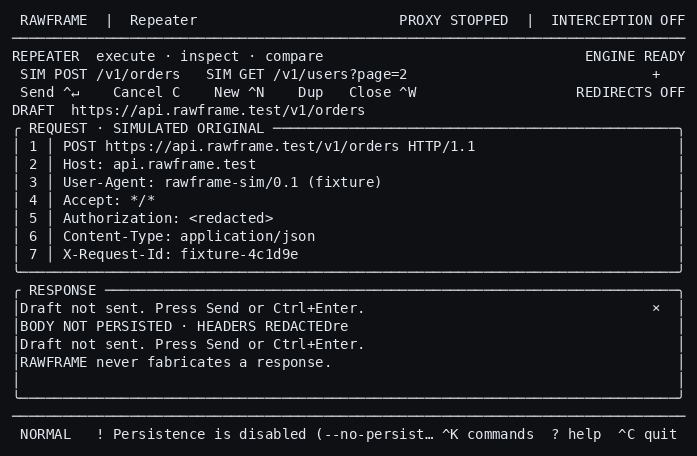 RAWFRAME | Repeater PROXY STOPPED | INTERCEPTION OFF
REPEATER execute · inspect · compare ENGINE READY
SIM POST /v1/orders SIM GET /v1/users?page=2 +
Send ^↵ Cancel C New ^N Dup Close ^W REDIRECTS OFF
DRAFT https://api.rawframe.test/v1/orders
REQUEST · SIMULATED ORIGINAL
1 │ POST https://api.rawframe.test/v1/orders HTTP/1.1
2 │ Host: api.rawframe.test
3 │ User-Agent: rawframe-sim/0.1 (fixture)
4 │ Accept: */*
5 │ Authorization: <redacted>
6 │ Content-Type: application/json
7 │ X-Request-Id: fixture-4c1d9e
RESPONSE
Draft not sent. Press Send or Ctrl+Enter. ×
BODY NOT PERSISTED · HEADERS REDACTEDre
Draft not sent. Press Send or Ctrl+Enter.
RAWFRAME never fabricates a response.
NORMAL ! Persistence is disabled (--no-persist… ^K commands ? help ^C quit